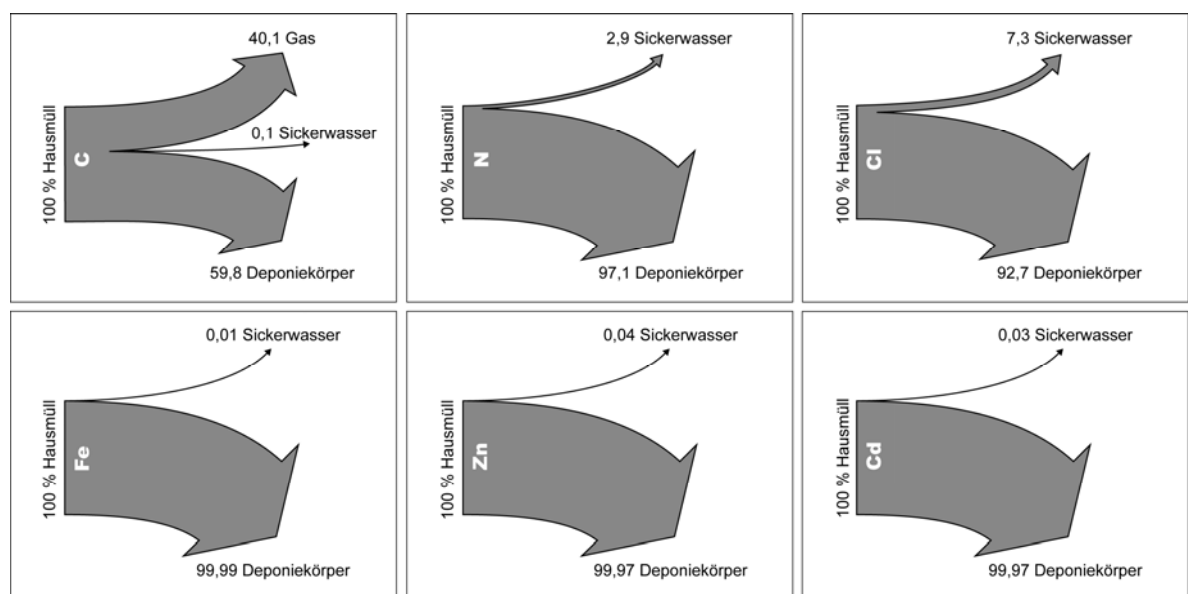 40,1 Gas
0,1 Sickerwasser
100 % Hausmüll
C
59,8 Deponiekörper
2,9 Sickerwasser
100 % Hausmüll
N
97,1 Deponiekörper
7,3 Sickerwasser
100 % Hausmüll
Cl
92,7 Deponiekörper
0,01 Sickerwasser
100 % Hausmüll
Fe
99,99 Deponiekörper
0,04 Sickerwasser
100 % Hausmüll
Zn
99,97 Deponiekörper
0,03 Sickerwasser
100 % Hausmüll
Cd
99,97 Deponiekörper